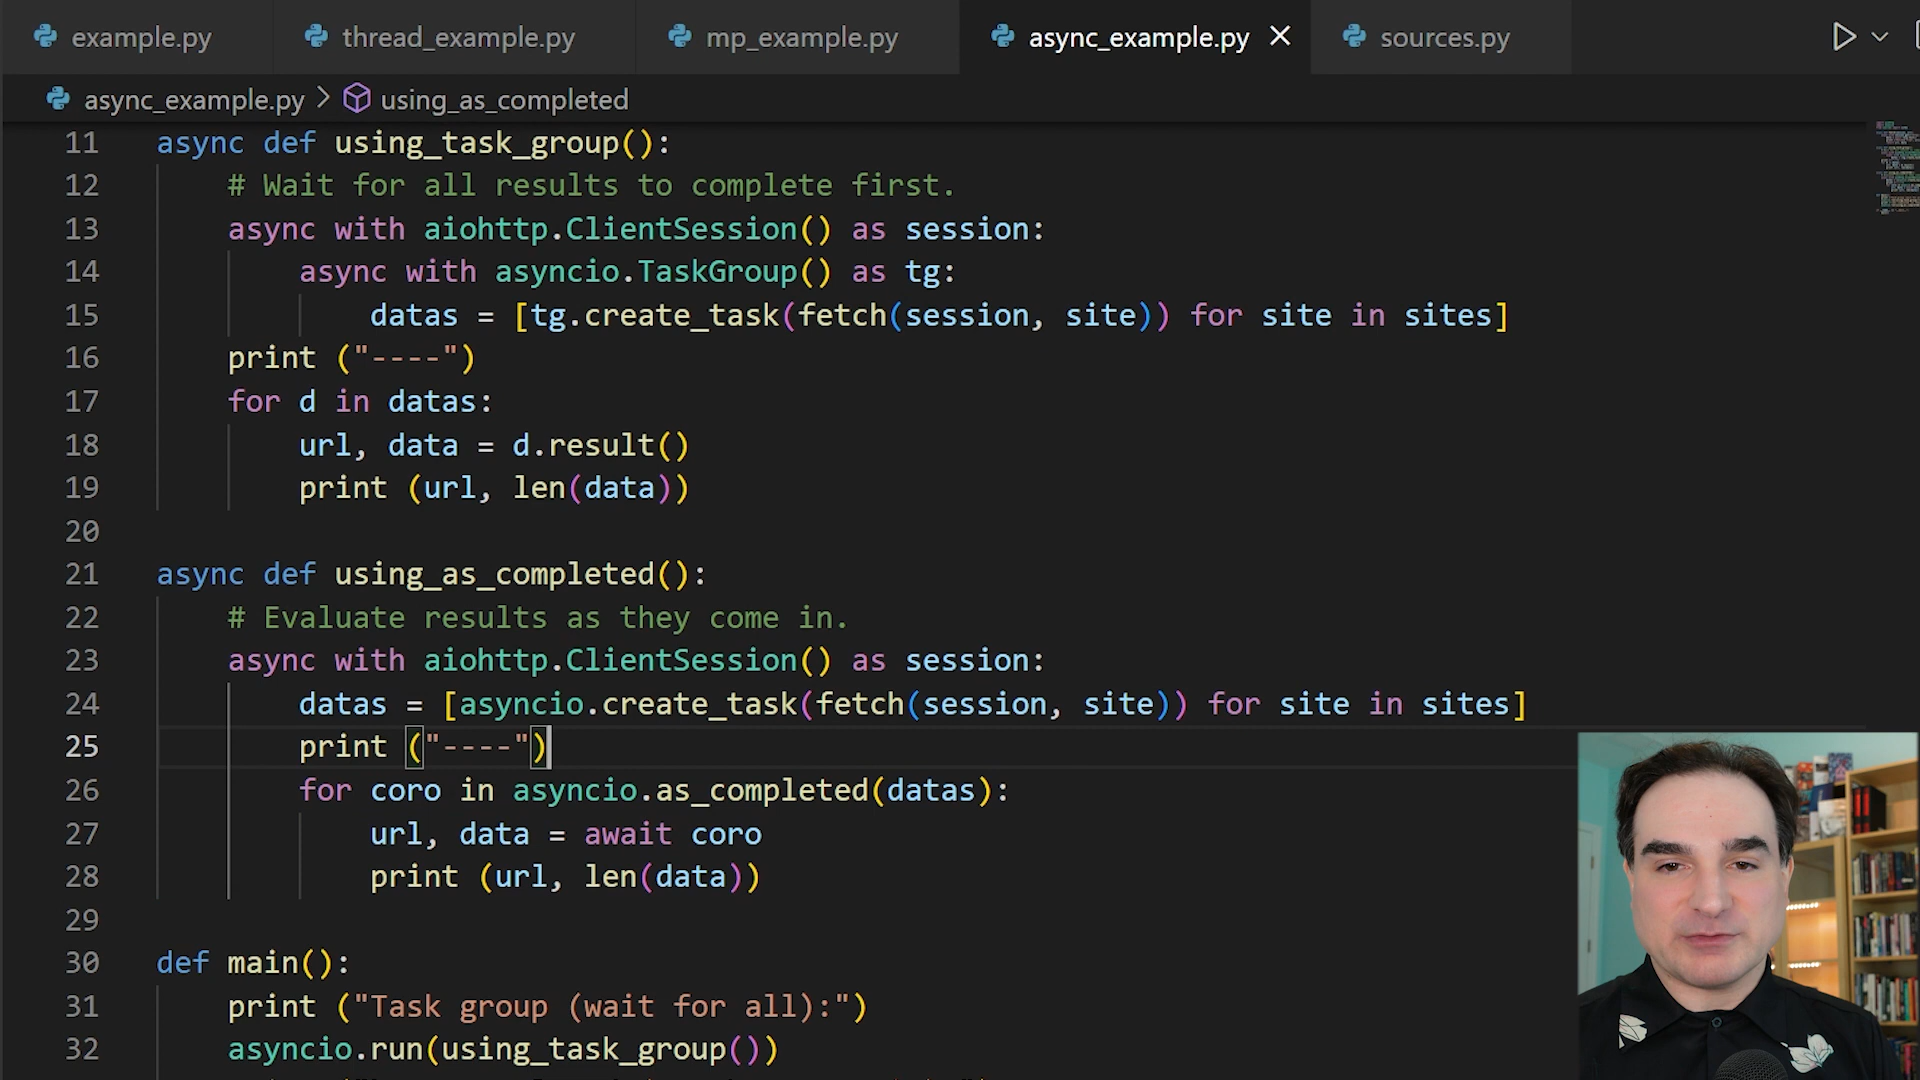 example.py
thread_example.py
mp_example.py
async_example.py
sources.py
async_example.py > using_as_completed
11 async def using_task_group():
12     # Wait for all results to complete first.
13     async with aiohttp.ClientSession() as session:
14         async with asyncio.TaskGroup() as tg:
15             datas = [tg.create_task(fetch(session, site)) for site in sites]
16     print ("----")
17     for d in datas:
18         url, data = d.result()
19         print (url, len(data))
20
21 async def using_as_completed():
22     # Evaluate results as they come in.
23     async with aiohttp.ClientSession() as session:
24         datas = [asyncio.create_task(fetch(session, site)) for site in sites]
25         print ("----")
26         for coro in asyncio.as_completed(datas):
27             url, data = await coro
28             print (url, len(data))
29
30 def main():
31     print ("Task group (wait for all):")
32     asyncio.run(using_task_group())